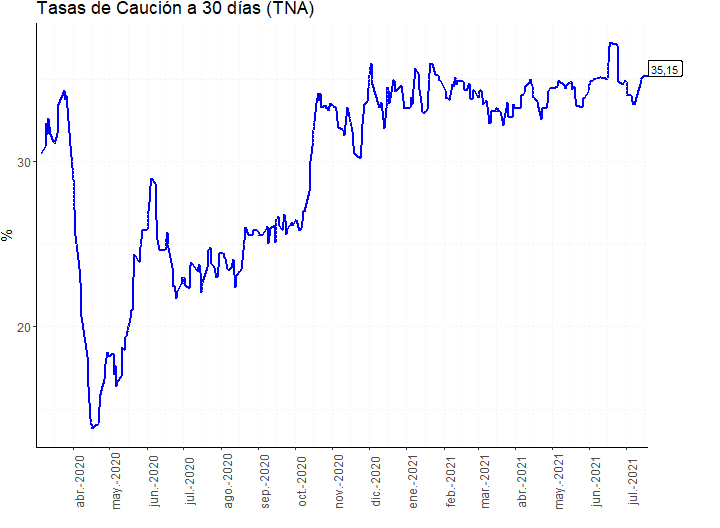 Tasas de Caución a 30 días (TNA)
35,15
30
20
%
abr.-2020
may.-2020
jun.-2020
jul.-2020
ago.-2020
sep.-2020
oct.-2020
nov.-2020
dic.-2020
ene.-2021
feb.-2021
mar.-2021
abr.-2021
may.-2021
jun.-2021
jul.-2021